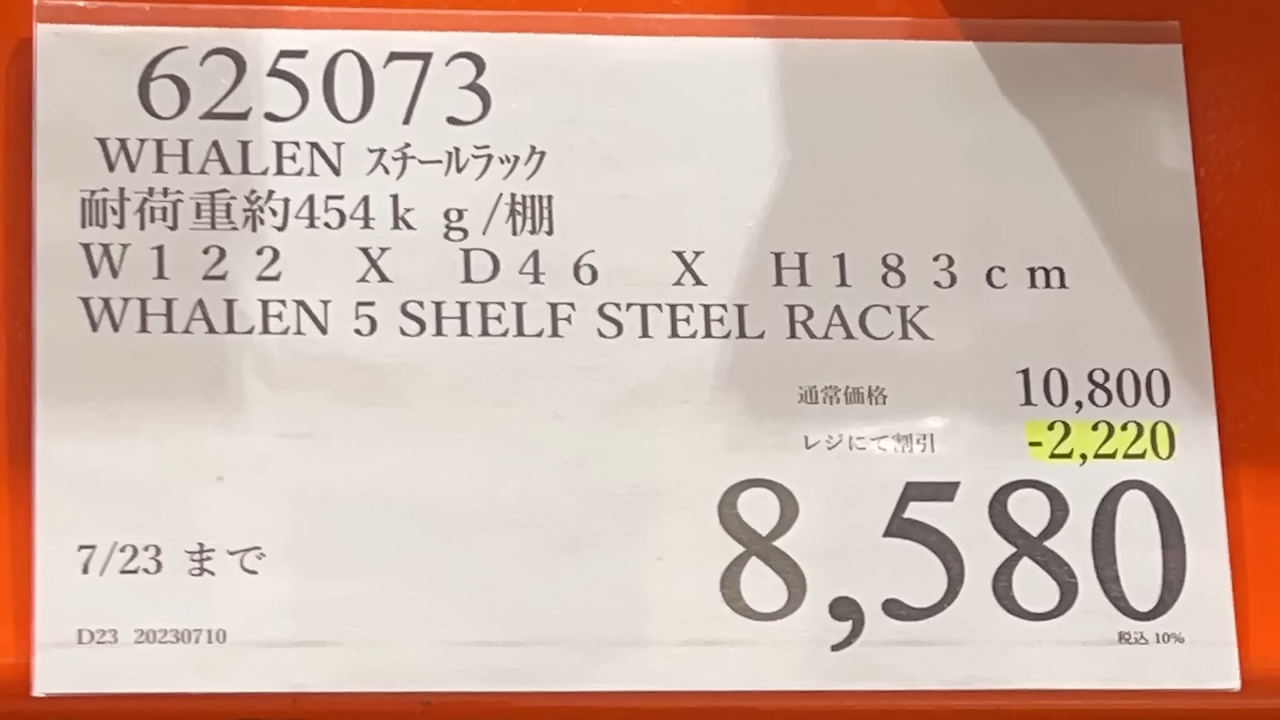 625073
WHALEN スチールラック
耐荷重約454ｋｇ/棚
Ｗ１２２　Ｘ　Ｄ４６　Ｘ　Ｈ１８３ｃｍ
WHALEN 5 SHELF STEEL RACK
通常価格 10,800
レジにて割引 -2,220
8,580
7/23 まで
税込 10%
D23 20230710